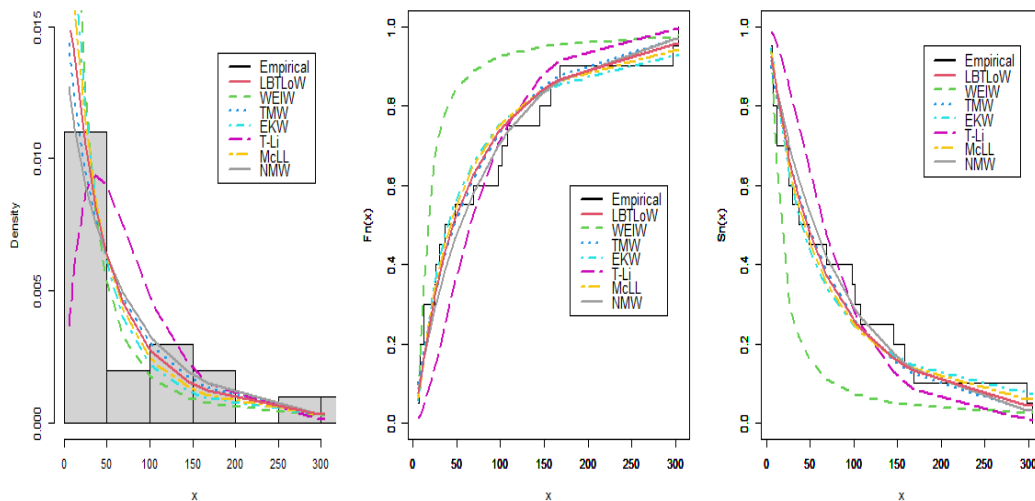 Density
0.000
0.005
0.010
0.015
Empirical
LBTLoW
WEIW
TMW
EKW
T-Li
McLL
NMW
0 50 100 150 200 250 300
x
Fn(x)
0.0
0.2
0.4
0.6
0.8
1.0
Empirical
LBTLoW
WEIW
TMW
EKW
T-Li
McLL
NMW
0 50 100 150 200 250 300
x
Sn(x)
0.0
0.2
0.4
0.6
0.8
1.0
Empirical
LBTLoW
WEIW
TMW
EKW
T-Li
McLL
NMW
0 50 100 150 200 250 300
x